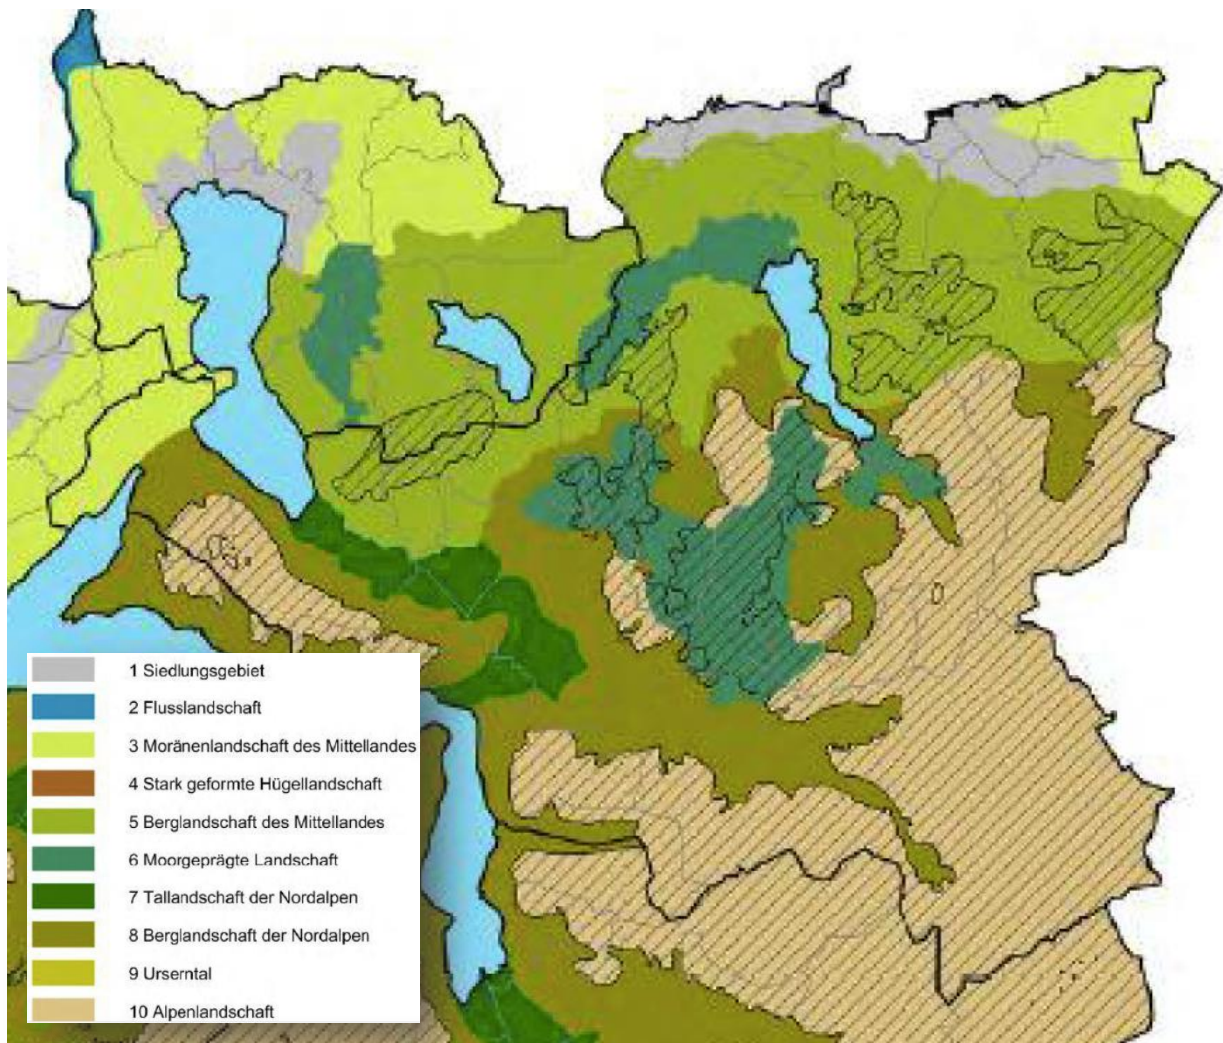 1 Siedlungsgebiet
2 Flusslandschaft
3 Moränenlandschaft des Mittellandes
4 Stark geformte Hügellandschaft
5 Berglandschaft des Mittellandes
6 Moorgeprägte Landschaft
7 Tallandschaft der Nordalpen
8 Berglandschaft der Nordalpen
9 Urserntal
10 Alpenlandschaft